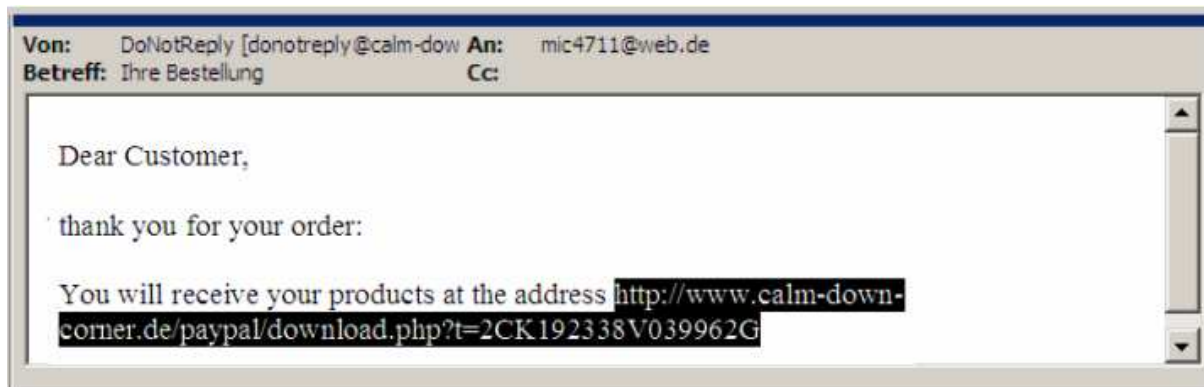 Von: DoNotReply [donotreply@calm-dow An: mic4711@web.de
Betreff: Ihre Bestellung Cc:
Dear Customer,
thank you for your order:
You will receive your products at the address http://www.calm-down-
corner.de/paypal/download.php?t=2CK192338V039962G